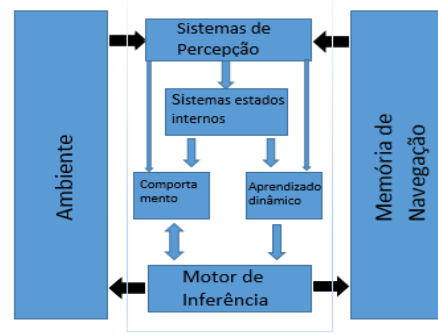 Ambiente
Sistemas de
Percepção
Sistemas estados
internos
Comporta
mento
Aprendizado
dinâmico
Motor de
Inferência
Memória de
Navegação